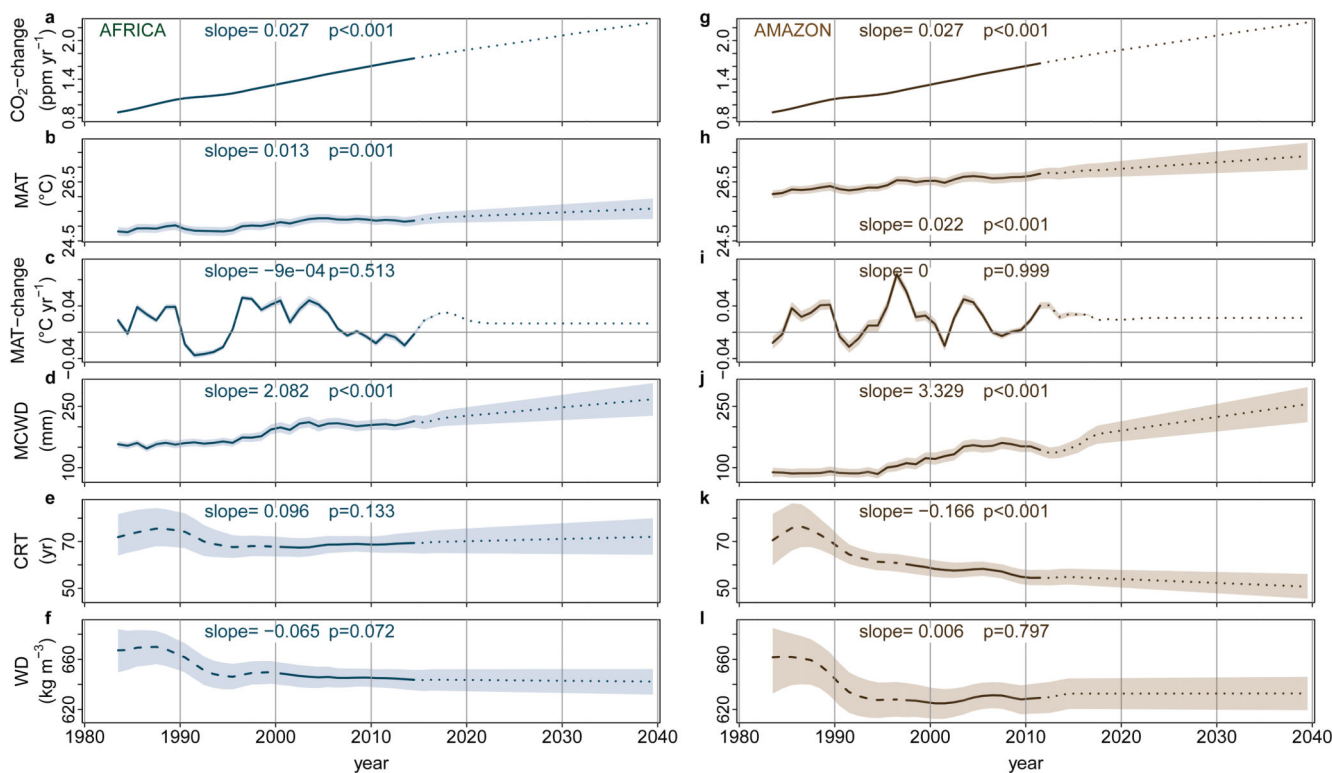 a
AFRICA
slope= 0.027 p<0.001
CO₂−change
(ppm yr⁻¹)
0.8 1.4 2.0
b
slope= 0.013 p=0.001
MAT
(°C)
24.5 26.5
c
slope= −9e−04 p=0.513
MAT−change
(°C yr⁻¹)
−0.04 0.04
24
d
slope= 2.082 p<0.001
MCWD
(mm)
100 250
e
slope= 0.096 p=0.133
CRT
(yr)
50 70
f
slope= −0.065 p=0.072
WD
(kg m⁻³)
620 660
1980 1990 2000 2010 2020 2030 2040
year
g
AMAZON
slope= 0.027 p<0.001
0.8 1.4 2.0
h
slope= 0.022 p<0.001
24.5 26.5
i
slope= 0 p=0.999
−0.04 0.04
24
j
slope= 3.329 p<0.001
100 250
k
slope= −0.166 p<0.001
50 70
l
slope= 0.006 p=0.797
620 660
1980 1990 2000 2010 2020 2030 2040
year